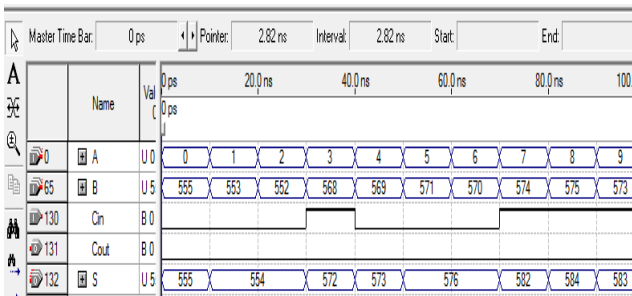 Master Time Bar: 0 ps Pointer: 2.82 ns Interval: 2.82 ns Start: End:
A 0 ps 20.0 ns 40.0 ns 60.0 ns 80.0 ns 100.
Name Val 0 0 ps
0 A U 0 0 1 2 3 4 5 6 7 8 9
65 B U 5 555 553 552 568 569 571 570 574 575 573
130 Cin B 0
131 Cout B 0
132 S U 5 555 554 572 573 576 582 584 583